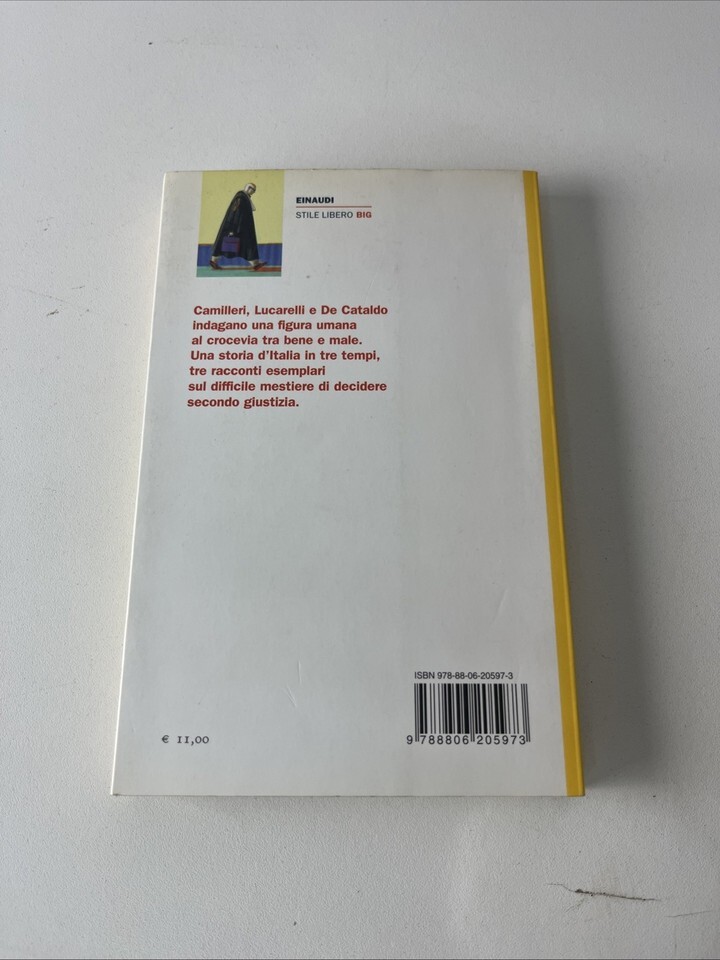 EINAUDI
STILE LIBERO BIG
Camilleri, Lucarelli e De Cataldo
indagano una figura umana
al crocevia tra bene e male.
Una storia d'Italia in tre tempi,
tre racconti esemplari
sul difficile mestiere di decidere
secondo giustizia.
ISBN 978-88-06-20597-3
€ 11,00
9 788806 205973